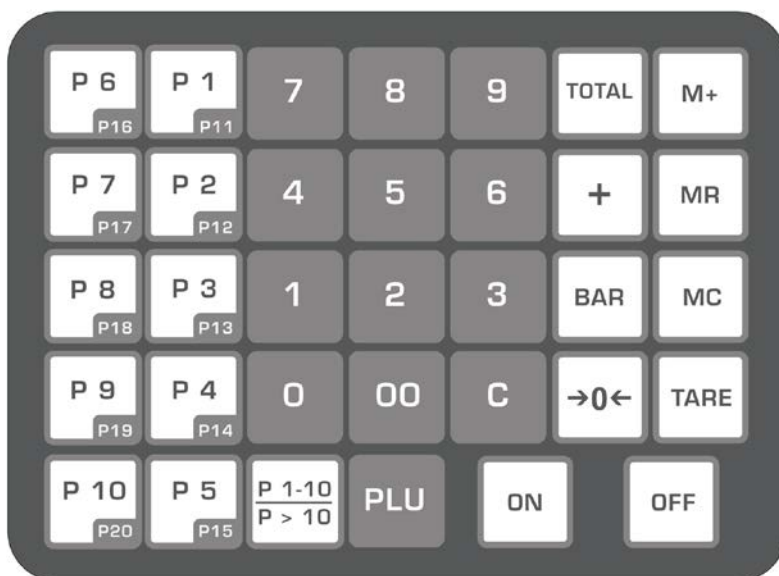 P 6 P 1 7 8 9 TOTAL M+
P16 P11
P 7 P 2 4 5 6 + MR
P17 P12
P 8 P 3 1 2 3 BAR MC
P18 P13
P 9 P 4 0 00 C →0← TARE
P19 P14
P 10 P 5 P 1-10 PLU ON OFF
P > 10
P20 P15